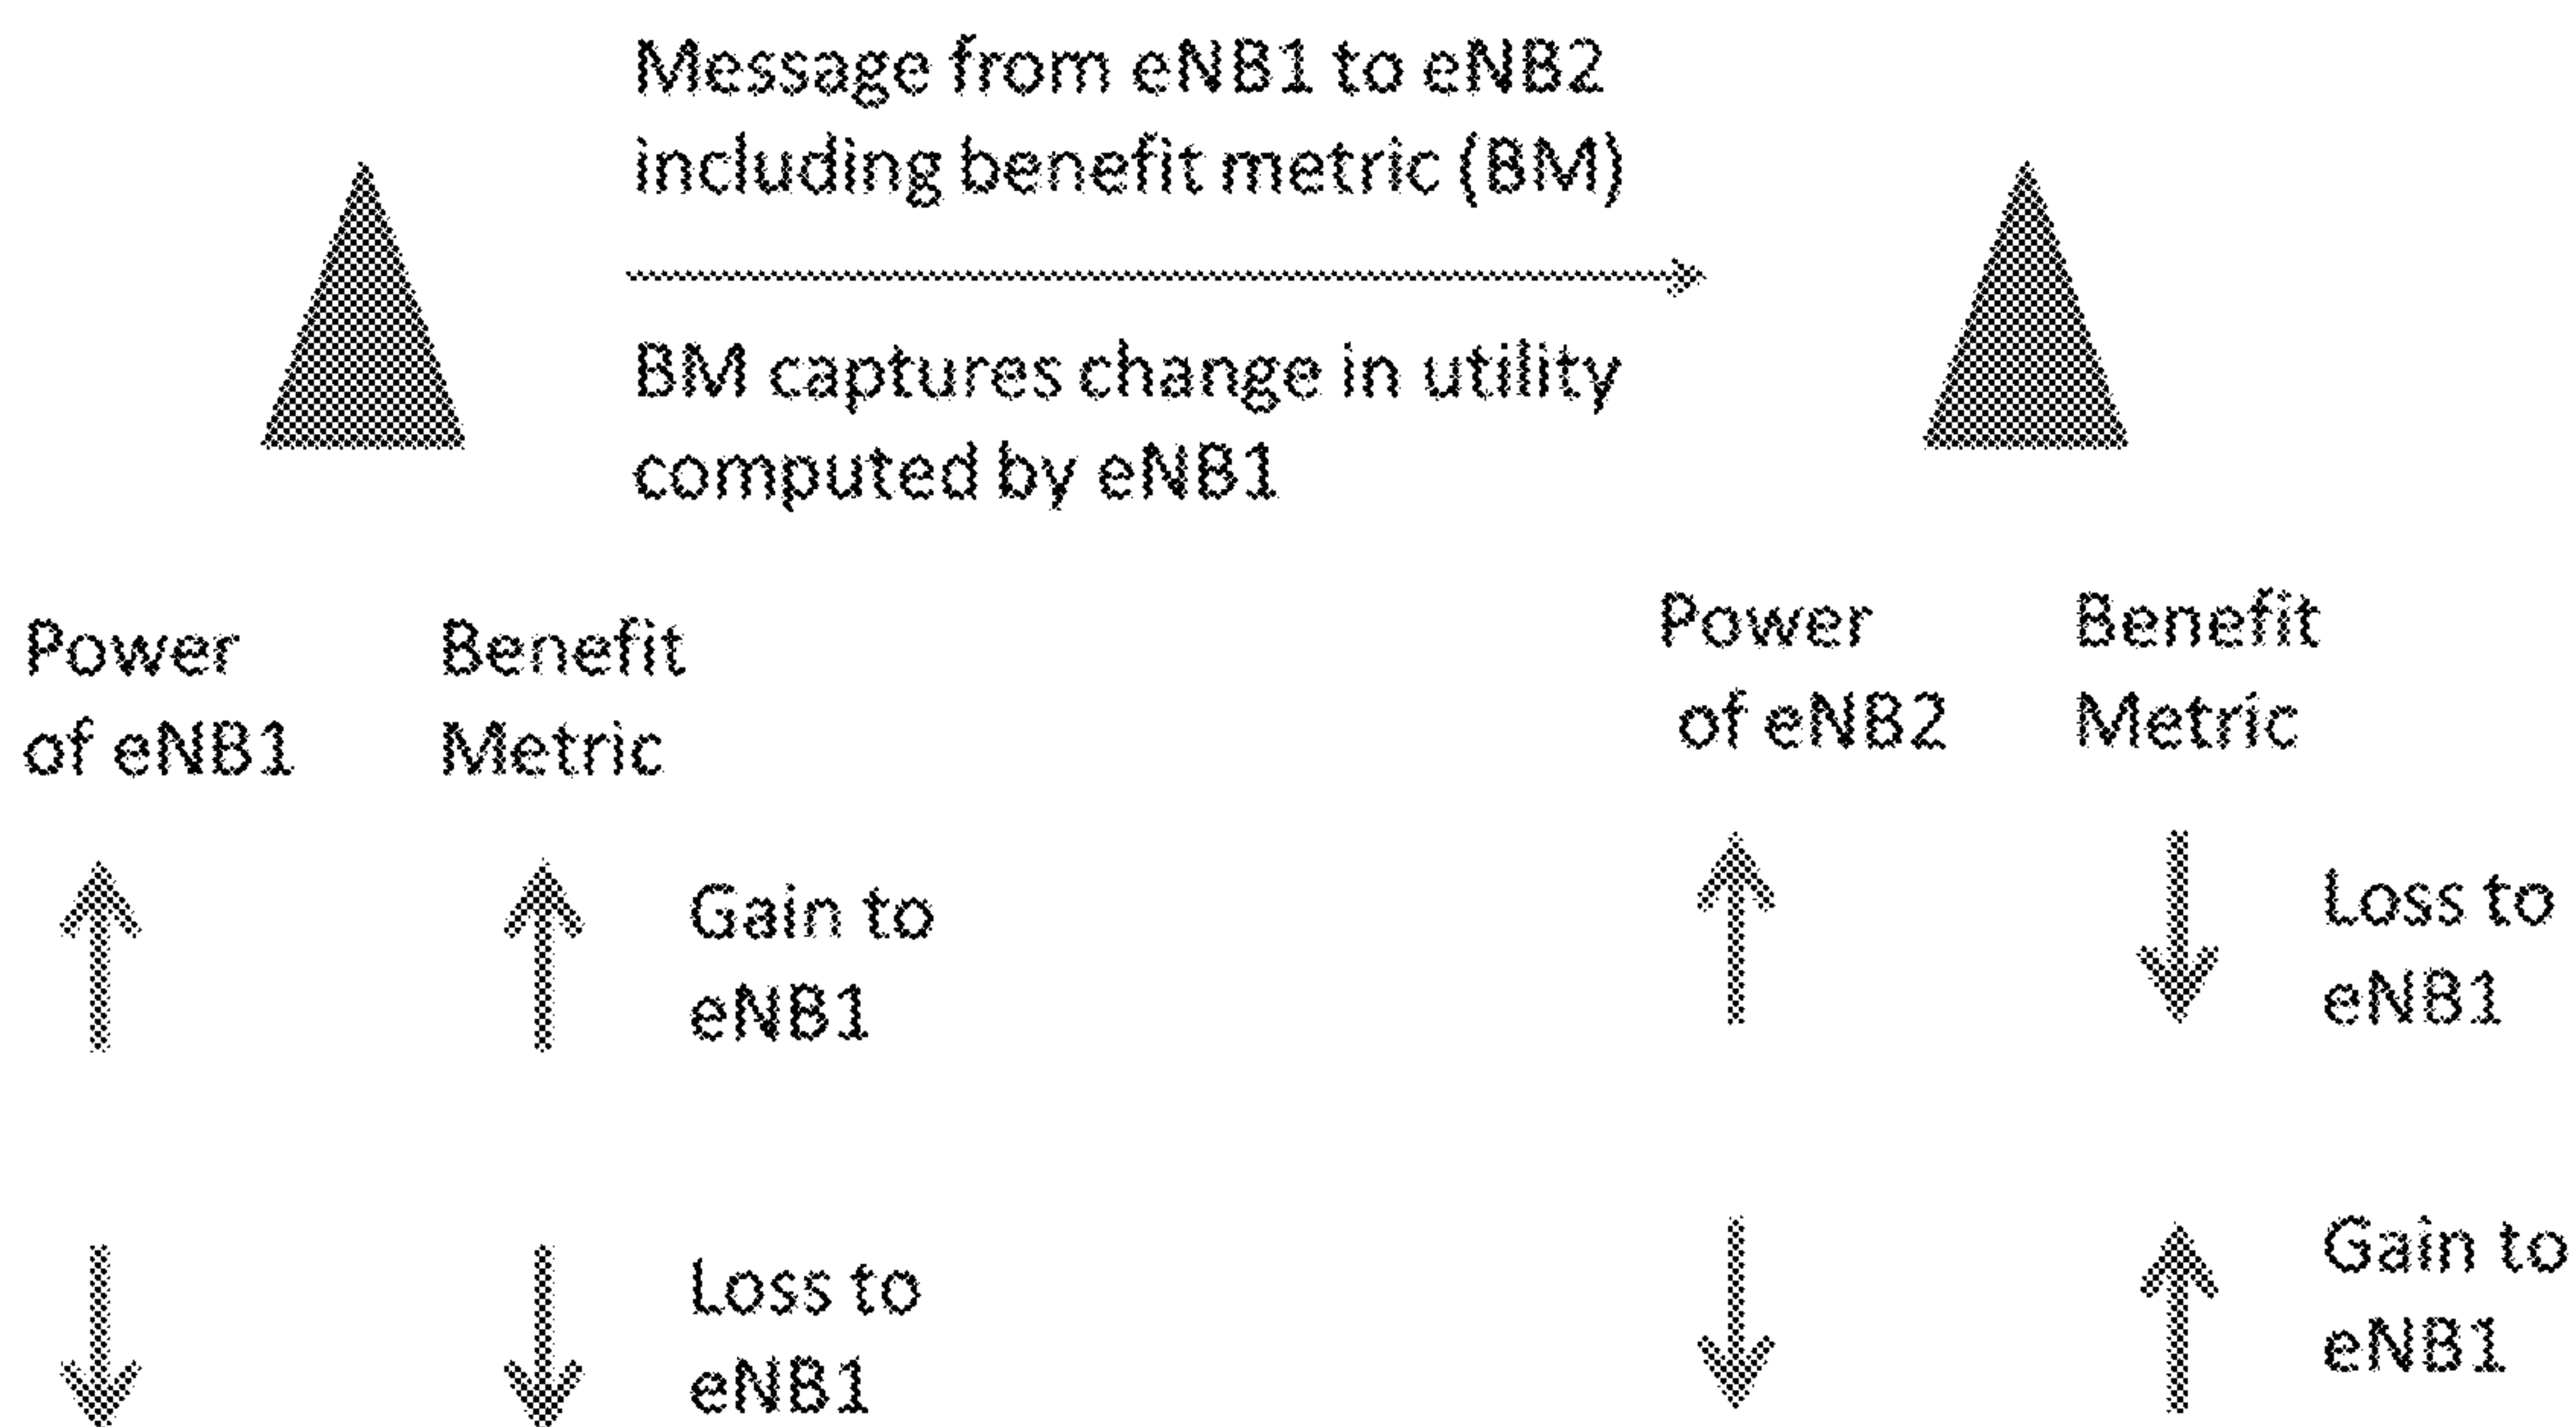 Message from eNB1 to eNB2
including benefit metric (BM)
BM captures change in utility
computed by eNB1
Power
of eNB1
Benefit
Metric
Gain to
eNB1
Loss to
eNB1
Power
of eNB2
Benefit
Metric
Loss to
eNB1
Gain to
eNB1